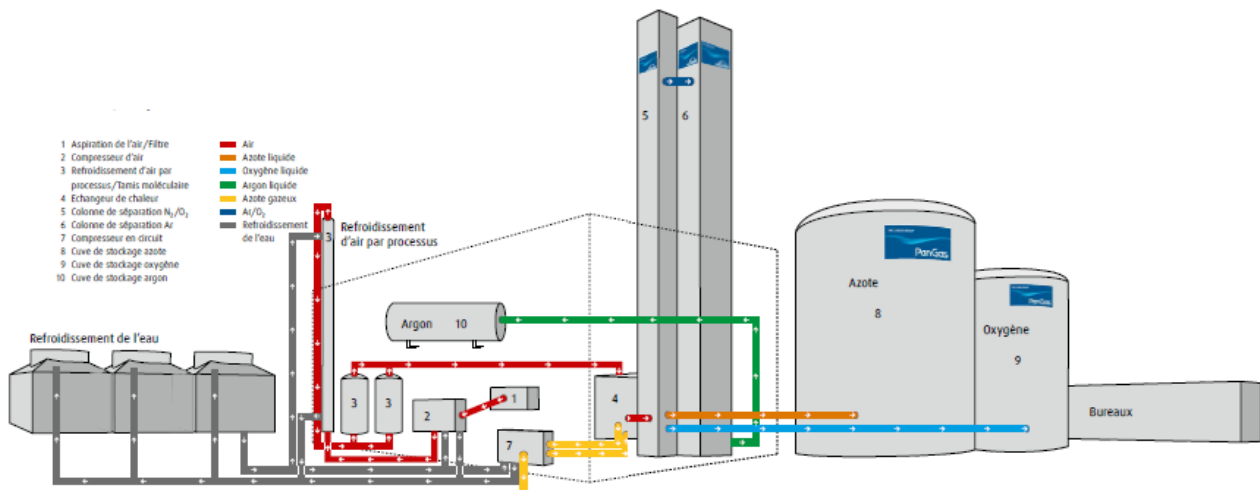 1 Aspiration de l'air/Filtre
2 Compresseur d'air
3 Refroidissement d'air par
processus/Tamis moléculaire
4 Echangeur de chaleur
5 Colonne de séparation N₂/O₂
6 Colonne de séparation Ar
7 Compresseur en circuit
8 Cuve de stockage azote
9 Cuve de stockage oxygène
10 Cuve de stockage argon
Air
Azote liquide
Oxygène liquide
Argon liquide
Azote gazeux
Ar/O₂
Refroidissement
de l'eau
Refroidissement de l'eau
3
Refroidissement
d'air par processus
Argon 10
3
3
2
1
7
4
5
6
PanGas
Azote
8
Oxygène
9
Bureaux